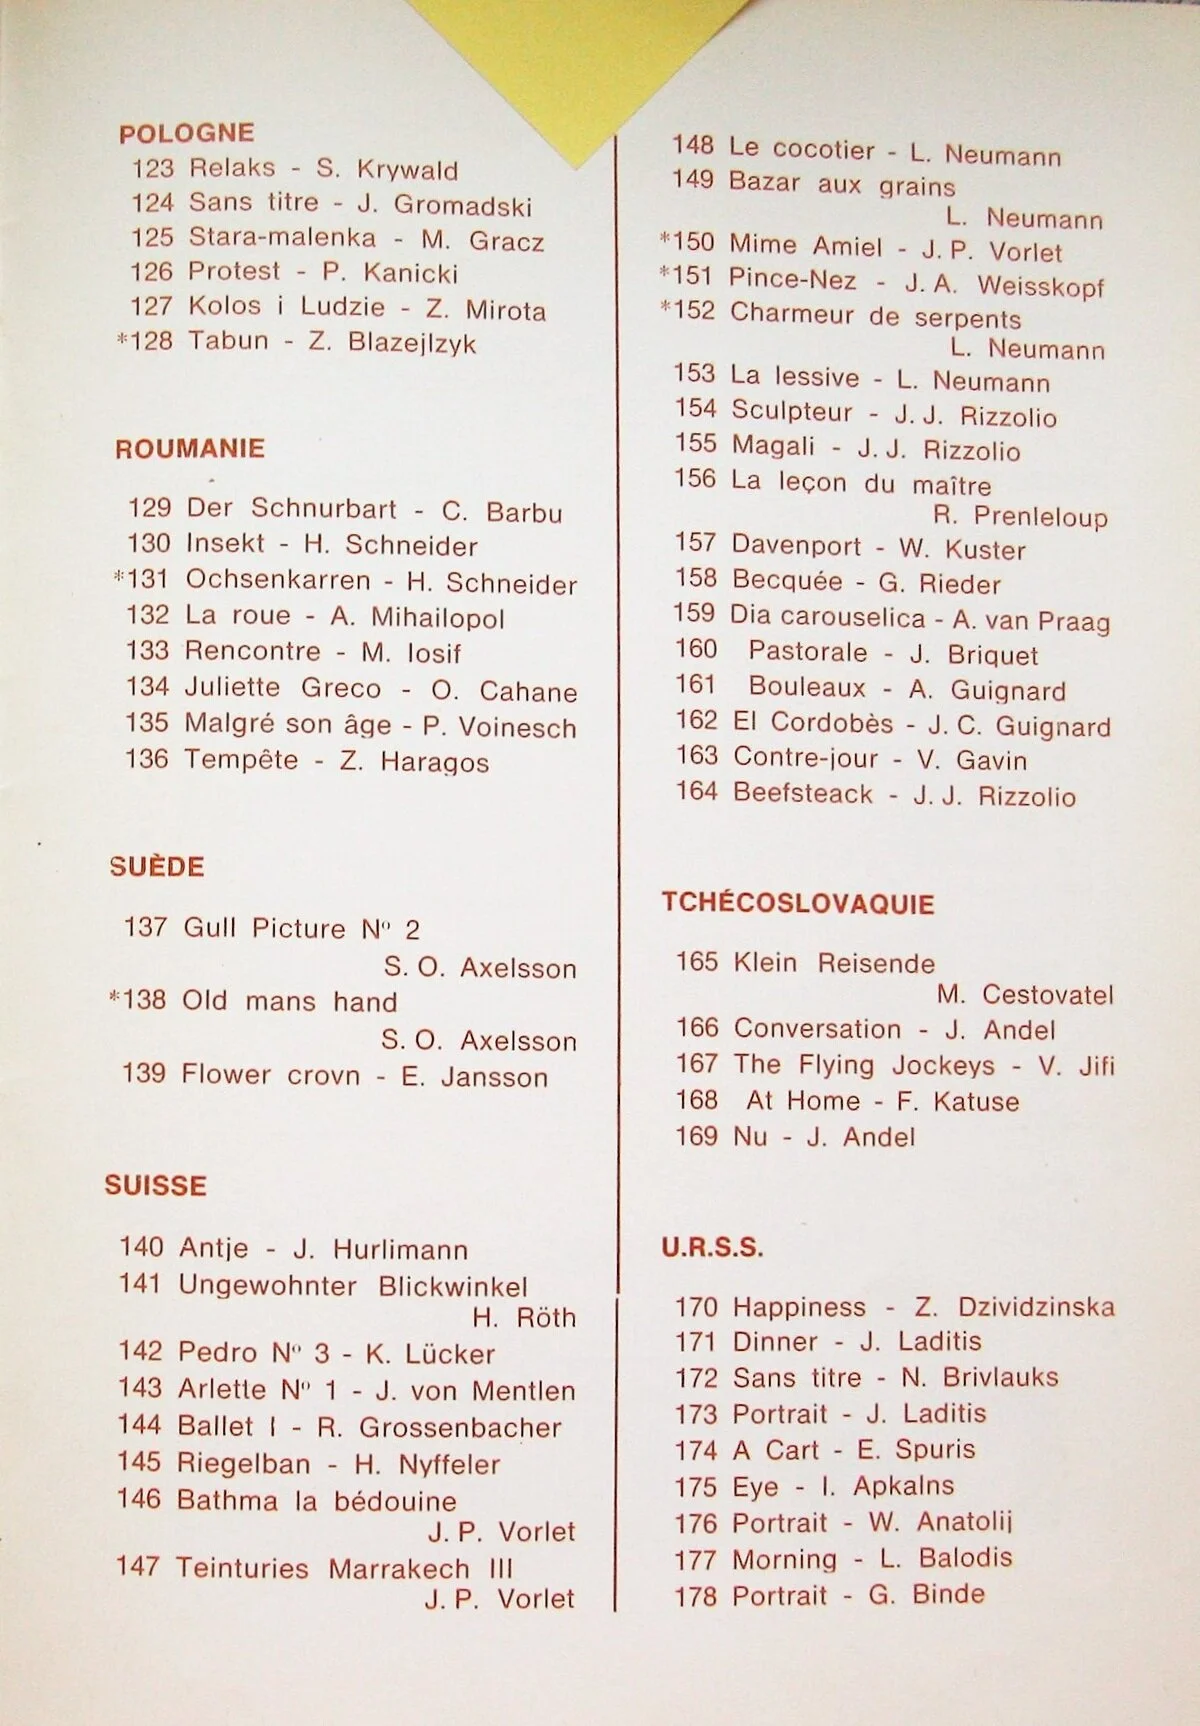 POLOGNE
123 Relaks - S. Krywald
124 Sans titre - J. Gromadski
125 Stara-malenka - M. Gracz
126 Protest - P. Kanicki
127 Kolos i Ludzie - Z. Mirota
*128 Tabun - Z. Blazejlzyk
ROUMANIE
129 Der Schnurbart - C. Barbu
130 Insekt - H. Schneider
*131 Ochsenkarren - H. Schneider
132 La roue - A. Mihailopol
133 Rencontre - M. Iosif
134 Juliette Greco - O. Cahane
135 Malgré son âge - P. Voinesch
136 Tempête - Z. Haragos
SUÈDE
137 Gull Picture Nº 2
S. O. Axelsson
*138 Old mans hand
S. O. Axelsson
139 Flower crovn - E. Jansson
SUISSE
140 Antje - J. Hurlimann
141 Ungewohnter Blickwinkel
H. Röth
142 Pedro Nº 3 - K. Lücker
143 Arlette Nº 1 - J. von Mentlen
144 Ballet I - R. Grossenbacher
145 Riegelban - H. Nyffeler
146 Bathma la bédouine
J. P. Vorlet
147 Teinturies Marrakech III
J. P. Vorlet
148 Le cocotier - L. Neumann
149 Bazar aux grains
L. Neumann
*150 Mime Amiel - J. P. Vorlet
*151 Pince-Nez - J. A. Weisskopf
*152 Charmeur de serpents
L. Neumann
153 La lessive - L. Neumann
154 Sculpteur - J. J. Rizzolio
155 Magali - J. J. Rizzolio
156 La leçon du maître
R. Prenleloup
157 Davenport - W. Kuster
158 Becquée - G. Rieder
159 Dia carouselica - A. van Praag
160 Pastorale - J. Briquet
161 Bouleaux - A. Guignard
162 El Cordobès - J. C. Guignard
163 Contre-jour - V. Gavin
164 Beefsteack - J. J. Rizzolio
TCHÉCOSLOVAQUIE
165 Klein Reisende
M. Cestovatel
166 Conversation - J. Andel
167 The Flying Jockeys - V. Jifi
168 At Home - F. Katuse
169 Nu - J. Andel
U.R.S.S.
170 Happiness - Z. Dzividzinska
171 Dinner - J. Laditis
172 Sans titre - N. Brivlauks
173 Portrait - J. Laditis
174 A Cart - E. Spuris
175 Eye - I. Apkalns
176 Portrait - W. Anatolij
177 Morning - L. Balodis
178 Portrait - G. Binde